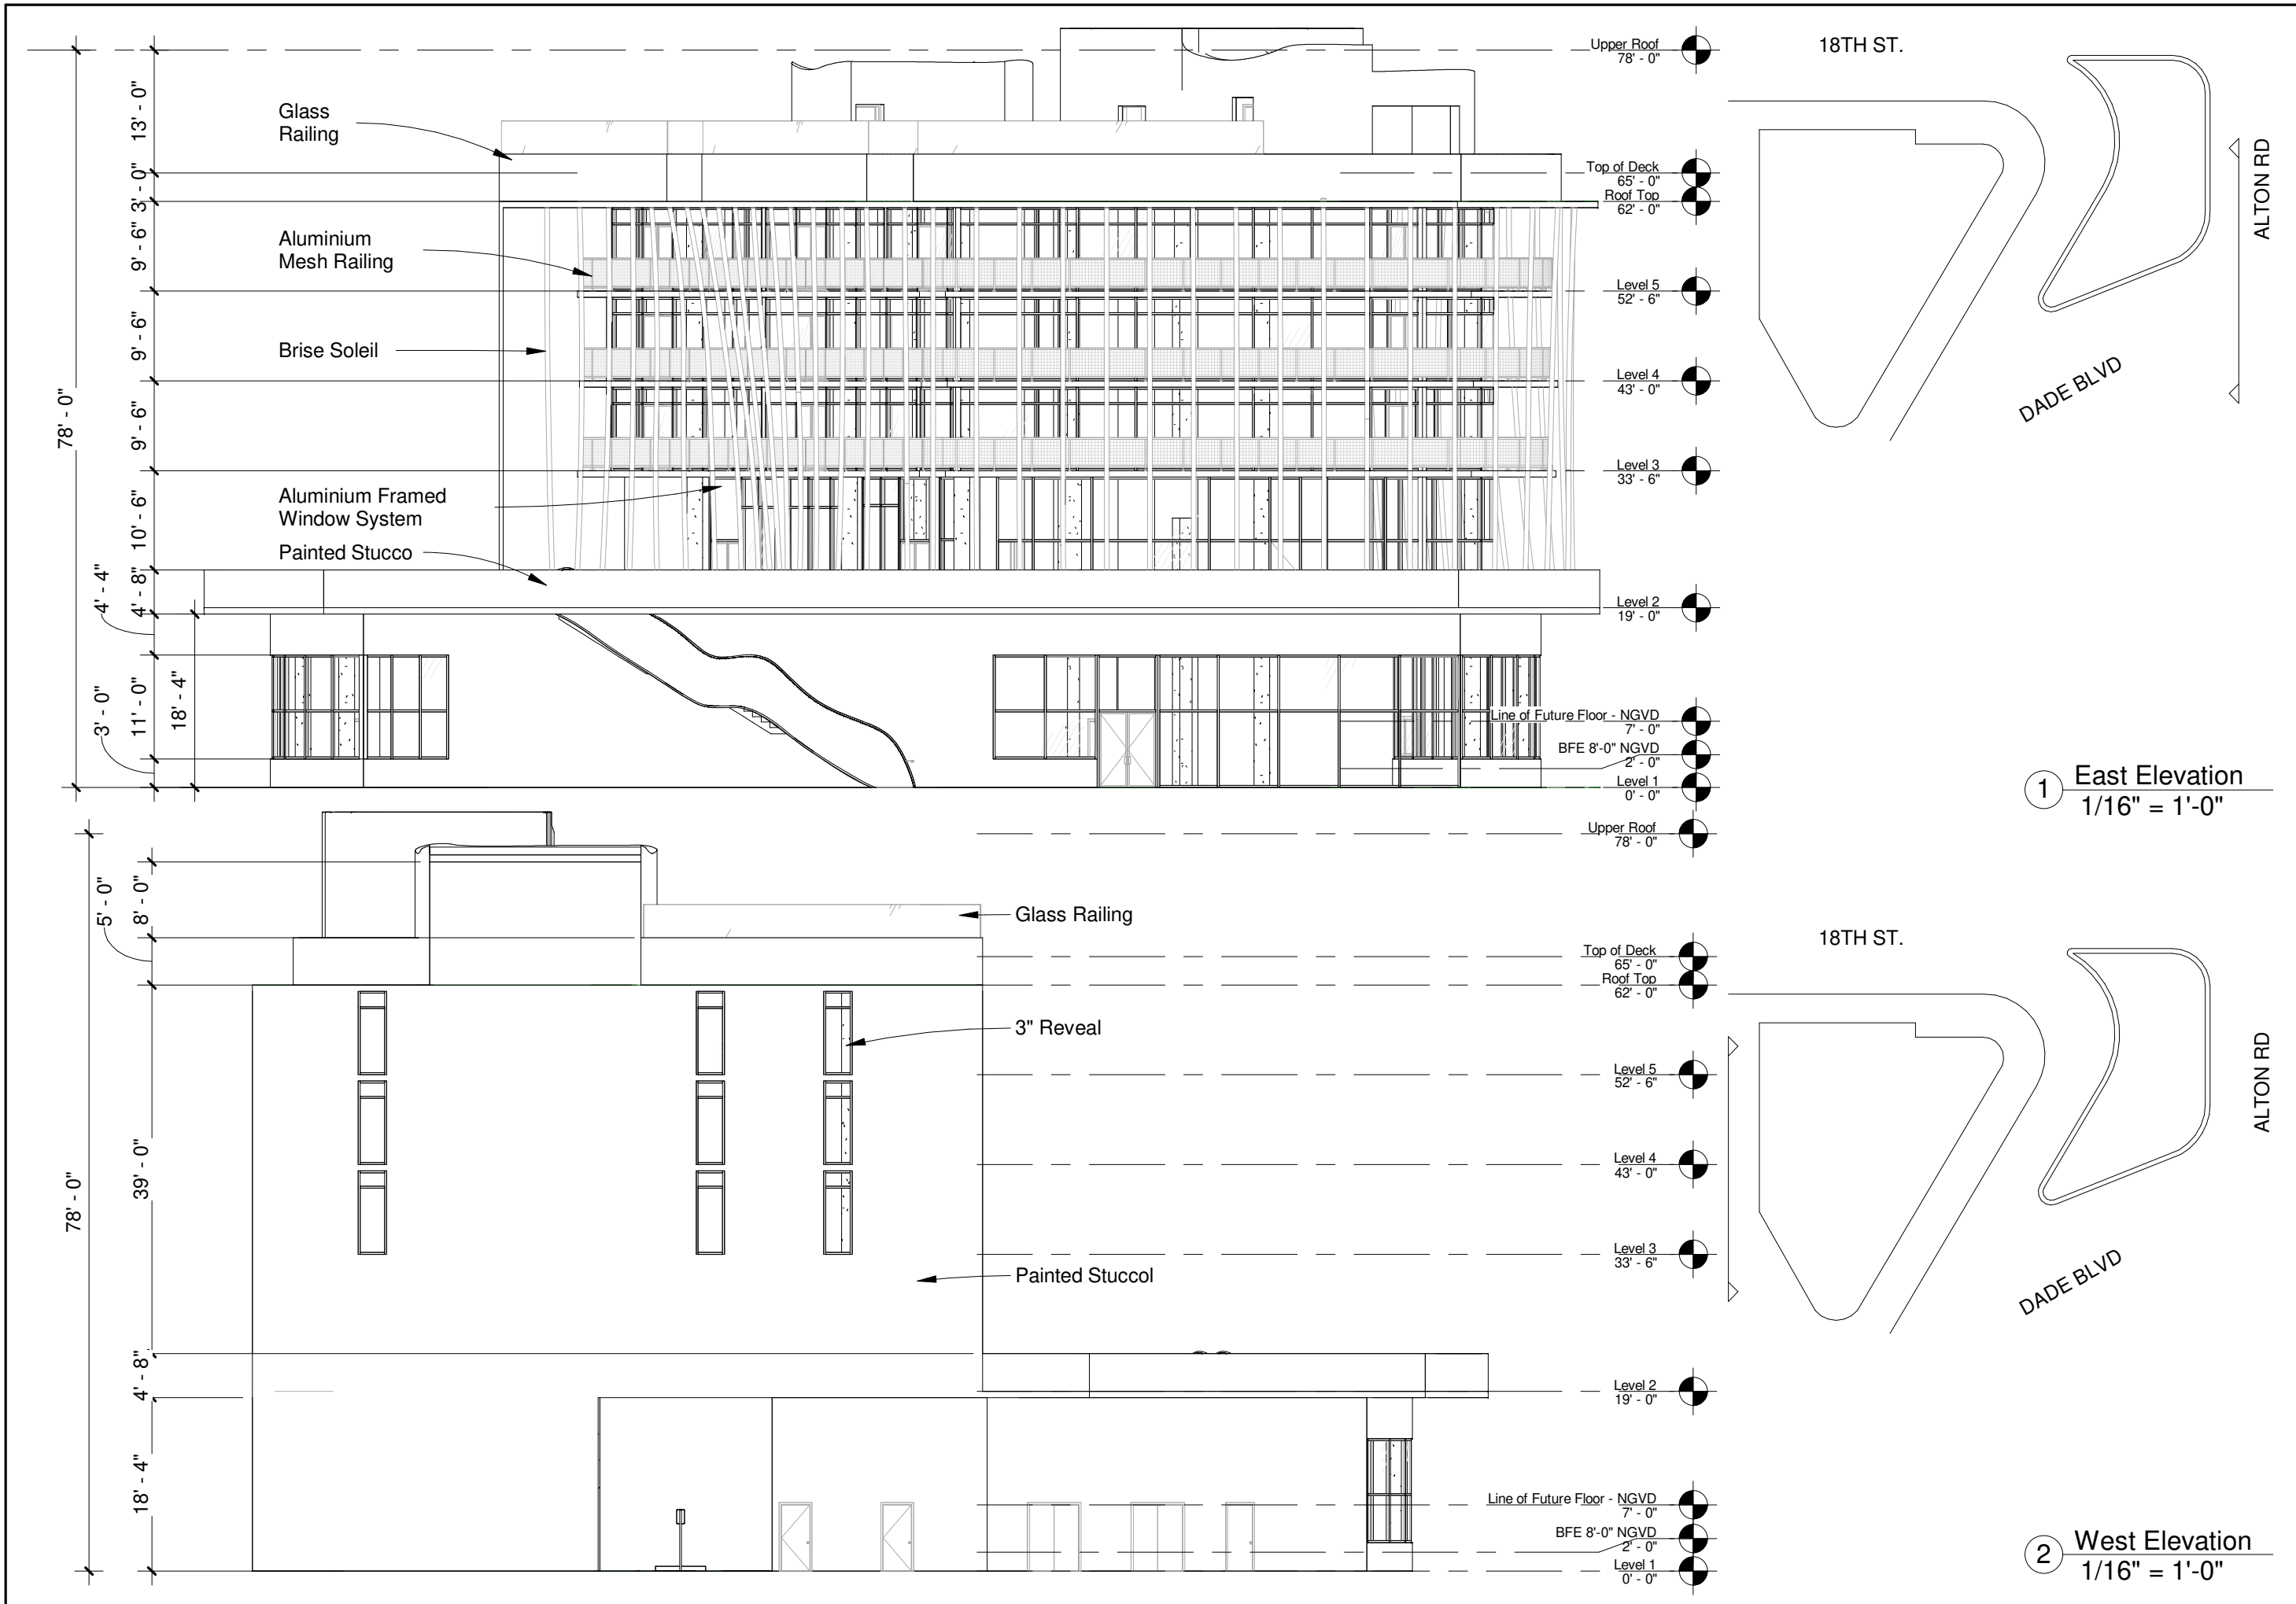 Upper Roof
78' - 0"
18TH ST.
Glass
Railing
13' - 0"
ALTON RD
Top of Deck
65' - 0"
Roof Top
62' - 0"
3' - 0"
Aluminium
Mesh Railing
9' - 6"
Level 5
52' - 6"
Brise Soleil
9' - 6"
Level 4
43' - 0"
DADE BLVD
78' - 0"
9' - 6"
Level 3
33' - 6"
Aluminium Framed
Window System
10' - 6"
Painted Stucco
4' - 4"
4' - 8"
Level 2
19' - 0"
3' - 0"
11' - 0"
18' - 4"
Line of Future Floor - NGVD
7' - 0"
BFE 8'-0" NGVD
2' - 0"
Level 1
0' - 0"
1
East Elevation
1/16" = 1'-0"
Upper Roof
78' - 0"
5' - 0"
8' - 0"
Glass Railing
18TH ST.
Top of Deck
65' - 0"
Roof Top
62' - 0"
3" Reveal
ALTON RD
Level 5
52' - 6"
Level 4
43' - 0"
78' - 0"
39' - 0"
Level 3
33' - 6"
Painted Stuccol
DADE BLVD
4' - 8"
Level 2
19' - 0"
18' - 4"
Line of Future Floor - NGVD
7' - 0"
BFE 8'-0" NGVD
2' - 0"
Level 1
0' - 0"
2
West Elevation
1/16" = 1'-0"